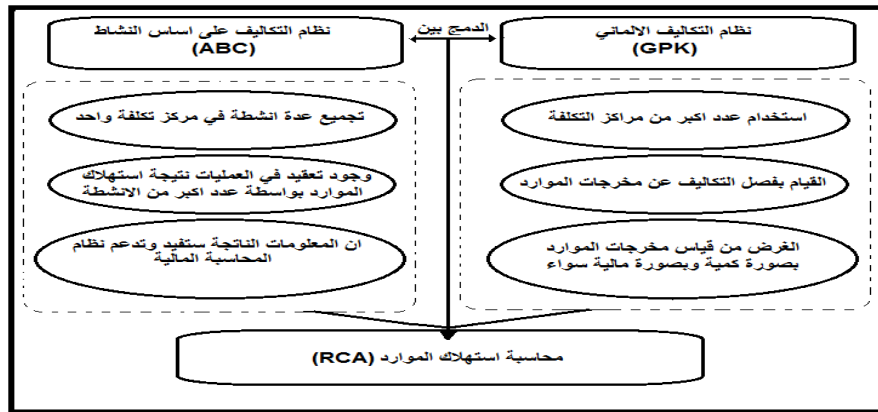 نظام التكاليف الالماني
(GPK)
الدمج بين
نظام التكاليف على اساس النشاط
(ABC)
استخدام عدد اكبر من مراكز التكلفة
القيام بفصل التكاليف عن مخرجات الموارد
الغرض من قياس مخرجات الموارد
بصورة كمية وبصورة مالية سواء
تجميع عدة انشطة في مركز تكلفة واحد
وجود تعقيد في العمليات نتيجة استهلاك
الموارد بواسطة عدد اكبر من الانشطة
ان المعلومات الناتجة ستفيد وتدعم نظام
المحاسبة المالية
محاسبة استهلاك الموارد (RCA)